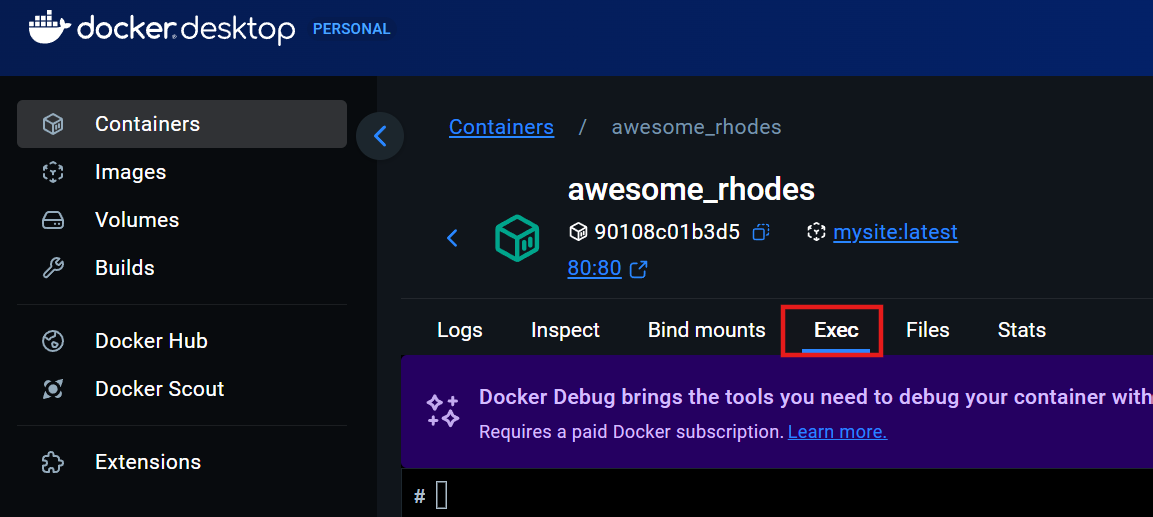 docker desktop PERSONAL
Containers
Images
Volumes
Builds
Docker Hub
Docker Scout
Extensions
Containers / awesome_rhodes
awesome_rhodes
90108c01b3d5 mysite:latest
80:80
Logs Inspect Bind mounts Exec Files Stats
Docker Debug brings the tools you need to debug your container with
Requires a paid Docker subscription. Learn more.
#